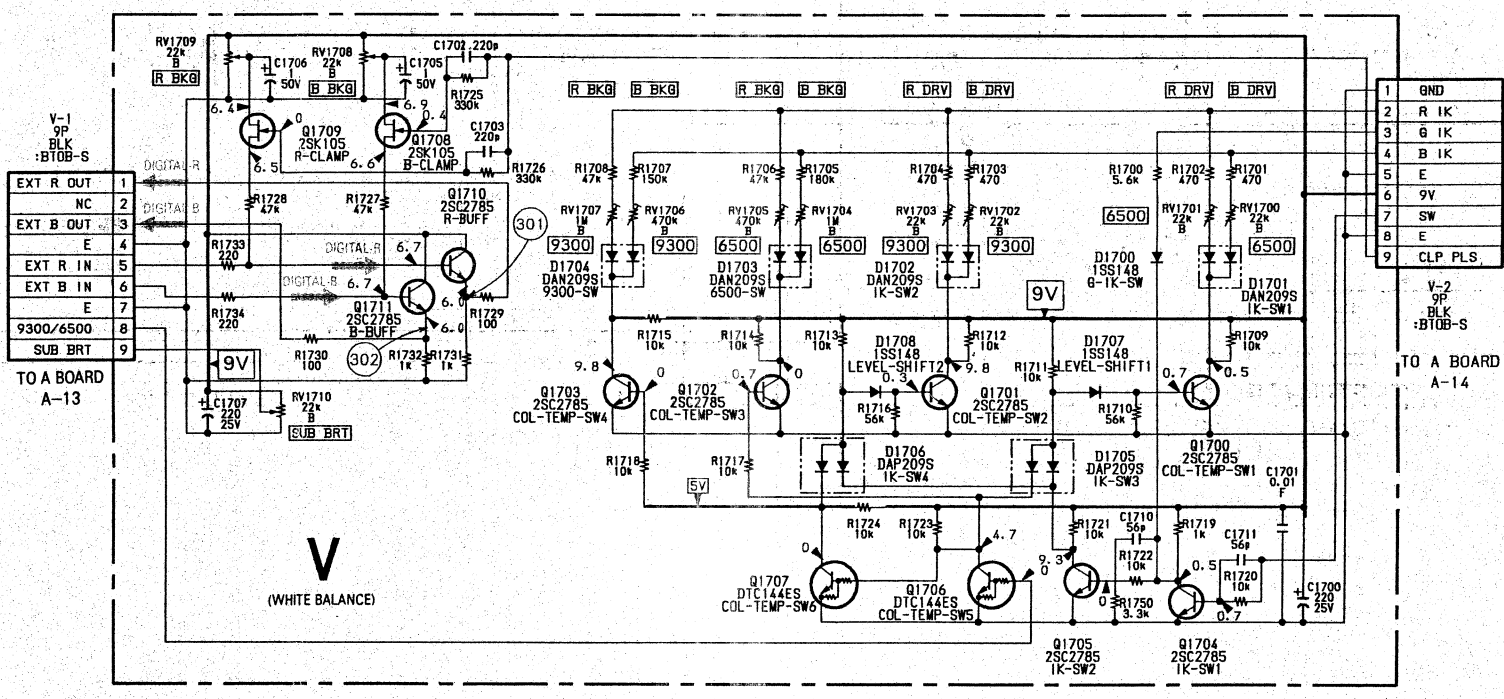 V-1
9P
BLK
:BTOB-S
EXT R OUT 1
NC 2
EXT B OUT 3
E 4
EXT R IN 5
EXT B IN 6
E 7
9300/6500 8
SUB BRT 9
TO A BOARD
A-13
DIGITAL-R
DIGITAL-B
RV1709
22k
B
R BKG
C1706
1
50V
RV1708
22k
B
B BKG
C1705
1
50V
C1702 220p
R1725
330k
C1703
220p
R1726
330k
6.4
0
Q1709
2SK105
R-CLAMP
6.5
6.9
0.4
Q1708
2SK105
B-CLAMP
6.6
R1728
47k
R1727
47k
Q1710
2SC2785
R-BUFF
301
R1733
220
DIGITAL-R
6.7
DIGITAL-B
6.7
R1734
220
Q1711
2SC2785
B-BUFF
6.0
R1729
100
6.0
302
R1730
100
R1732
1k
R1731
1k
9V
C1707
220
25V
RV1710
22k
B
SUB BRT
R BKG
B BKG
R BKG
B BKG
R DRV
B DRV
R DRV
B DRV
R1708
47k
R1707
150k
R1706
47k
R1705
180k
R1704
470
R1703
470
R1700
5.6k
R1702
470
R1701
470
RV1707
1M
B
RV1706
470k
B
RV1705
470k
B
RV1704
1M
B
RV1703
22k
B
RV1702
22k
B
6500
RV1701
22k
B
RV1700
22k
B
9300
9300
6500
6500
9300
9300
6500
D1704
DAN209S
9300-SW
D1703
DAN209S
6500-SW
D1702
DAN209S
IK-SW2
D1700
1SS148
G-IK-SW
D1701
DAN209S
IK-SW1
9V
R1715
10k
R1714
10k
R1713
10k
D1708
1SS148
LEVEL-SHIFT2
R1712
10k
R1711
10k
D1707
1SS148
LEVEL-SHIFT1
R1709
10k
9.8
0
Q1703
2SC2785
COL-TEMP-SW4
0.7
0
Q1702
2SC2785
COL-TEMP-SW3
0.3
9.8
R1716
56k
Q1701
2SC2785
COL-TEMP-SW2
0.7
0.5
R1710
56k
Q1700
2SC2785
COL-TEMP-SW1
R1718
10k
R1717
10k
D1706
DAP209S
IK-SW4
D1705
DAP209S
IK-SW3
C1701
0.01
F
5V
R1724
10k
R1723
10k
R1721
10k
C1710
56p
R1719
1k
C1711
56p
0
4.7
9.3
0
R1722
10k
0.5
R1720
10k
Q1707
DTC144ES
COL-TEMP-SW6
Q1706
DTC144ES
COL-TEMP-SW5
0
R1750
3.3k
0.7
C1700
220
25V
Q1705
2SC2785
IK-SW2
Q1704
2SC2785
IK-SW1
V
(WHITE BALANCE)
1 GND
2 R IK
3 G IK
4 B IK
5 E
6 9V
7 SW
8 E
9 CLP PLS
V-2
9P
BLK
:BTOB-S
TO A BOARD
A-14